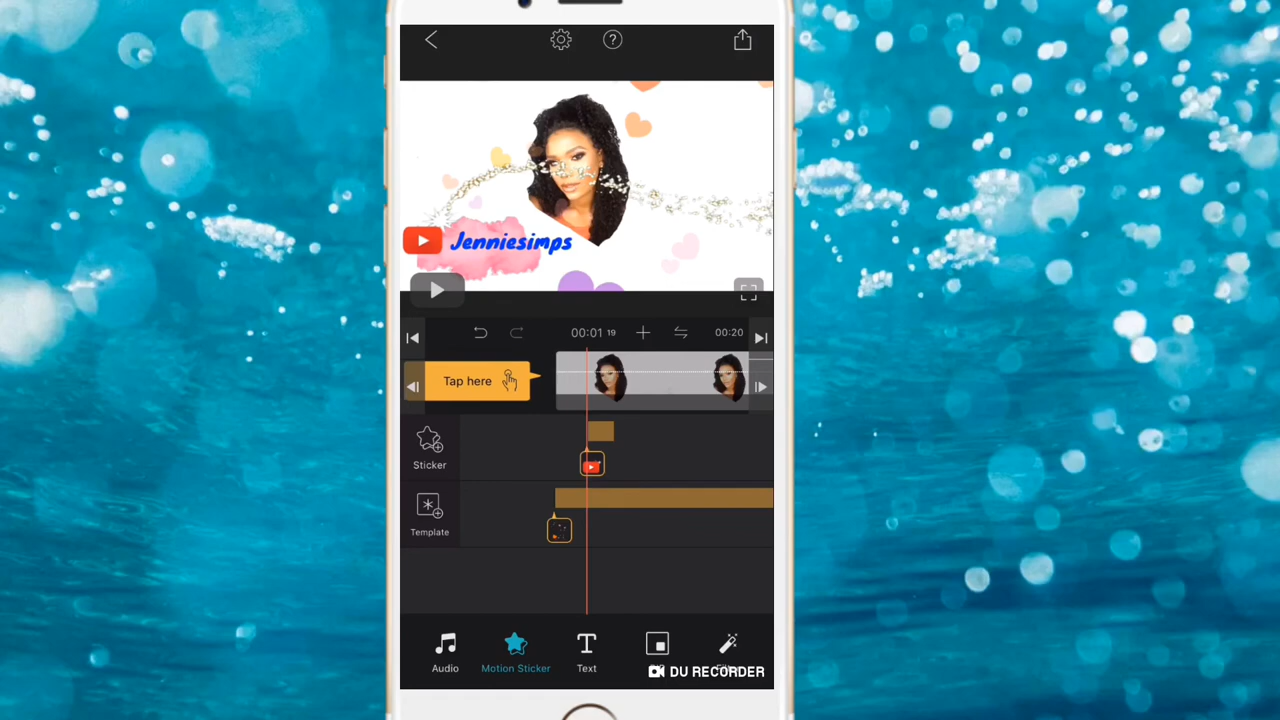 Jenniesimps
00:01 19
00:20
Tap here
Sticker
Template
Audio
Motion Sticker
Text
DU RECORDER